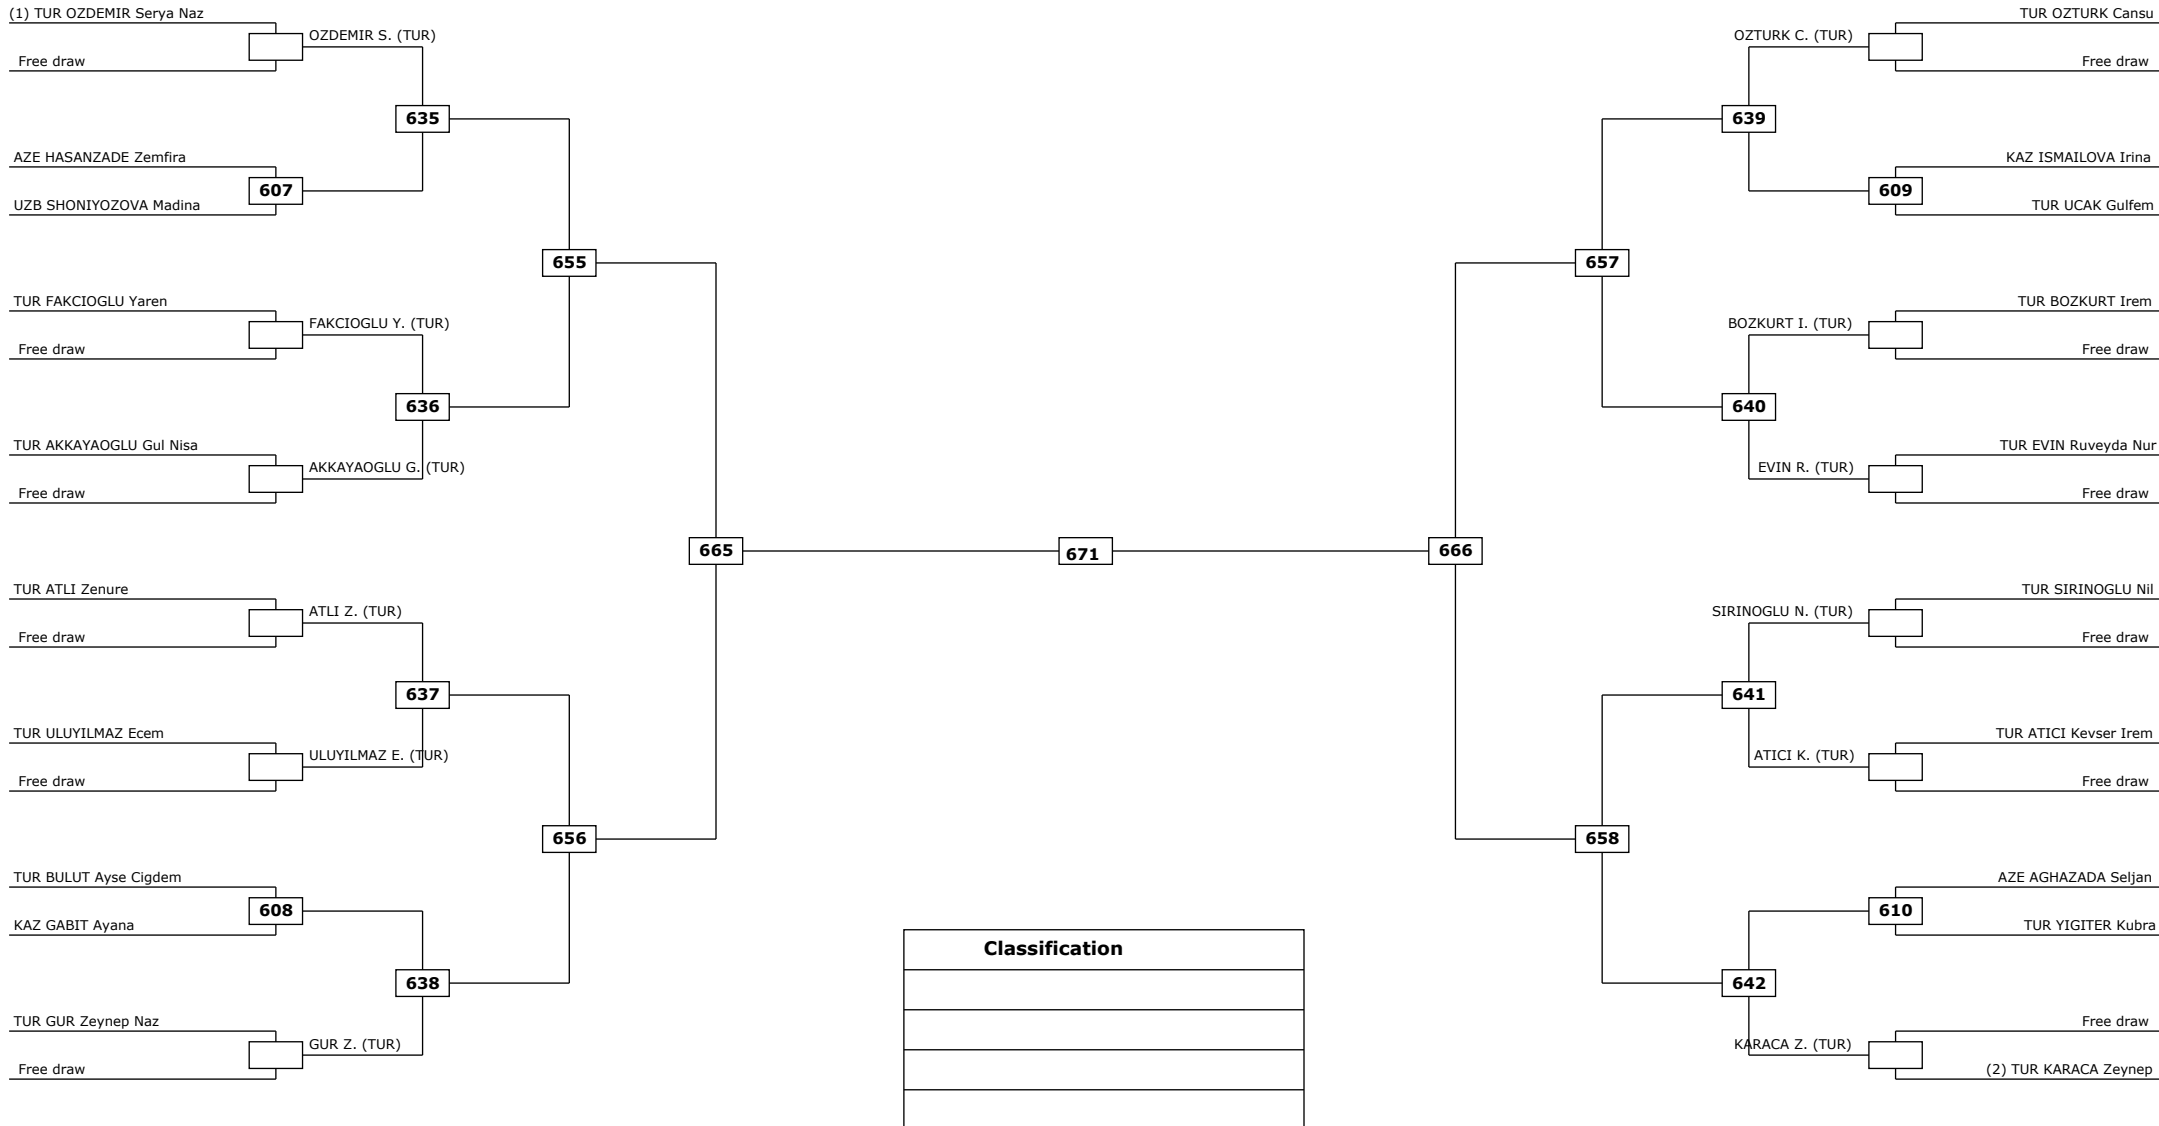 (1) TUR OZDEMIR Serya Naz
OZDEMIR S. (TUR)
Free draw
635
AZE HASANZADE Zemfira
607
UZB SHONIYOZOVA Madina
655
TUR FAKCIOGLU Yaren
FAKCIOGLU Y. (TUR)
Free draw
636
TUR AKKAYAOGLU Gul Nisa
AKKAYAOGLU G. (TUR)
Free draw
665
TUR ATLI Zenure
ATLI Z. (TUR)
Free draw
637
TUR ULUYILMAZ Ecem
ULUYILMAZ E. (TUR)
Free draw
656
TUR BULUT Ayse Cigdem
608
KAZ GABIT Ayana
638
TUR GUR Zeynep Naz
GUR Z. (TUR)
Free draw
671
Classification
TUR OZTURK Cansu
OZTURK C. (TUR)
Free draw
639
KAZ ISMAILOVA Irina
609
TUR UCAK Gulfem
657
TUR BOZKURT Irem
BOZKURT I. (TUR)
Free draw
640
TUR EVIN Ruveyda Nur
EVIN R. (TUR)
Free draw
666
TUR SIRINOGLU Nil
SIRINOGLU N. (TUR)
Free draw
641
TUR ATICI Kevser Irem
ATICI K. (TUR)
Free draw
658
AZE AGHAZADA Seljan
610
TUR YIGITER Kubra
642
Free draw
KARACA Z. (TUR)
(2) TUR KARACA Zeynep